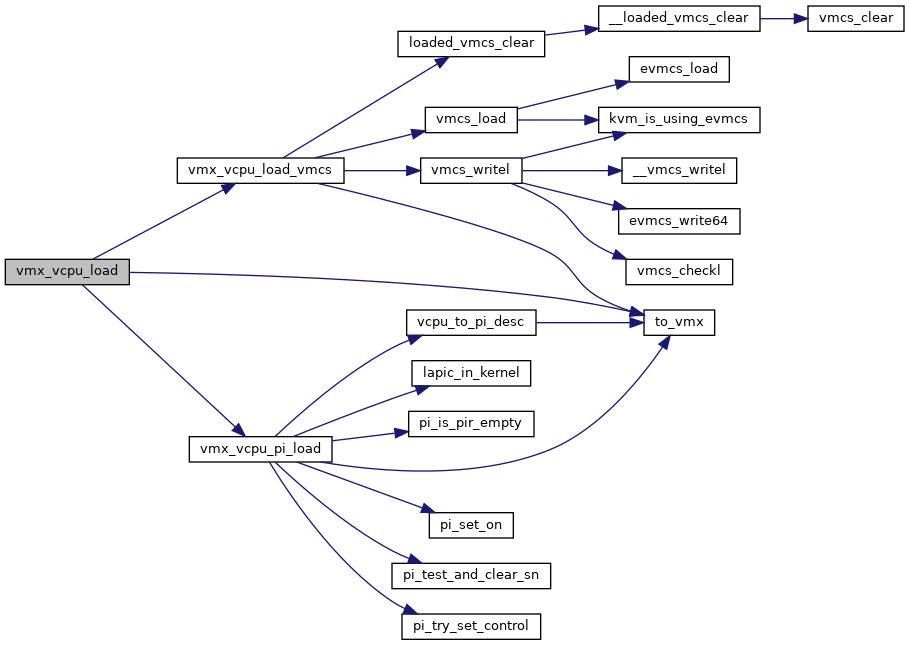 __loaded_vmcs_clear
vmcs_clear
loaded_vmcs_clear
evmcs_load
vmcs_load
kvm_is_using_evmcs
vmx_vcpu_load_vmcs
vmcs_writel
__vmcs_writel
evmcs_write64
vmx_vcpu_load
vmcs_checkl
vcpu_to_pi_desc
to_vmx
lapic_in_kernel
pi_is_pir_empty
vmx_vcpu_pi_load
pi_set_on
pi_test_and_clear_sn
pi_try_set_control